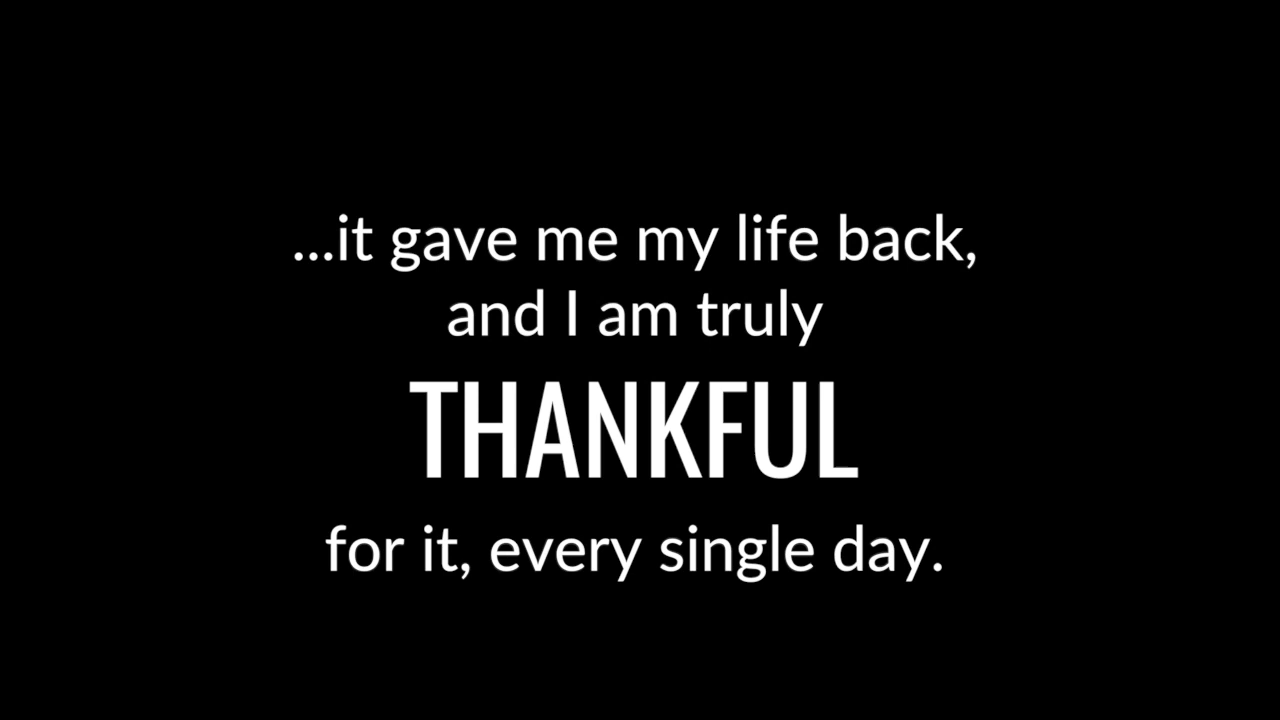 ...it gave me my life back,
and I am truly
THANKFUL
for it, every single day.